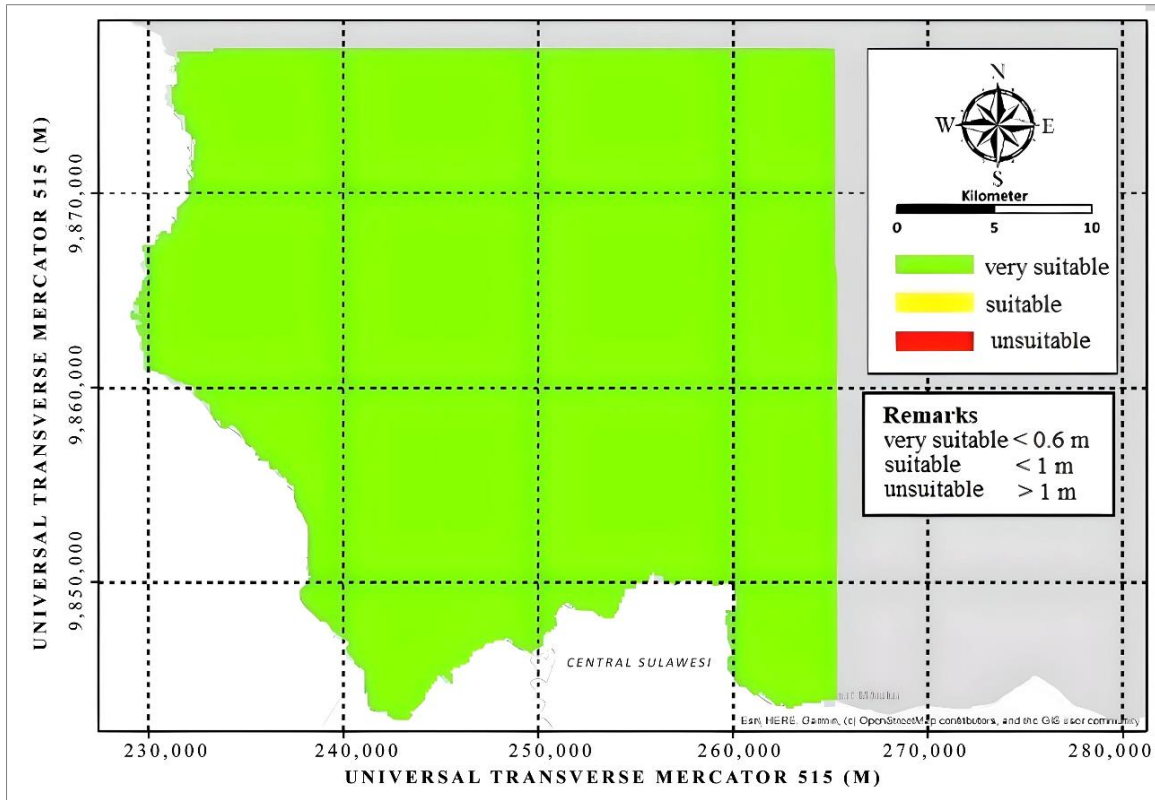 N
W E
S
Kilometer
0 5 10
very suitable
suitable
unsuitable
Remarks
very suitable < 0.6 m
suitable < 1 m
unsuitable > 1 m
UNIVERSAL TRANSVERSE MERCATOR 515 (M)
9,870,000
9,860,000
9,850,000
CENTRAL SULAWESI
Esri, HERE, Garmin, (c) OpenStreetMap contributors, and the GIS user community
230,000 240,000 250,000 260,000 270,000 280,000
UNIVERSAL TRANSVERSE MERCATOR 515 (M)